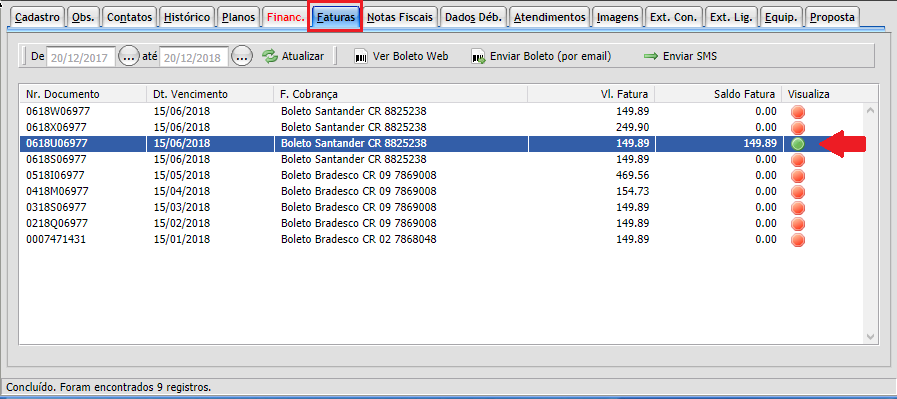 Cadastro Obs. Contatos Histórico Planos Financ. Faturas Notas Fiscais Dados Déb. Atendimentos Imagens Ext. Con. Ext. Lig. Equip. Proposta
De 20/12/2017 ... até 20/12/2018 ... Atualizar Ver Boleto Web Enviar Boleto (por email) Enviar SMS
Nr. Documento Dt. Vencimento F. Cobrança Vl. Fatura Saldo Fatura Visualiza
0618W06977 15/06/2018 Boleto Santander CR 8825238 149.89 0.00
0618X06977 15/06/2018 Boleto Santander CR 8825238 249.90 0.00
0618U06977 15/06/2018 Boleto Santander CR 8825238 149.89 149.89
0618S06977 15/06/2018 Boleto Santander CR 8825238 149.89 0.00
0518I06977 15/05/2018 Boleto Bradesco CR 09 7869008 469.56 0.00
0418M06977 15/04/2018 Boleto Bradesco CR 09 7869008 154.73 0.00
0318S06977 15/03/2018 Boleto Bradesco CR 09 7869008 149.89 0.00
0218Q06977 15/02/2018 Boleto Bradesco CR 09 7869008 149.89 0.00
0007471431 15/01/2018 Boleto Bradesco CR 02 7868048 149.89 0.00
Concluído. Foram encontrados 9 registros.